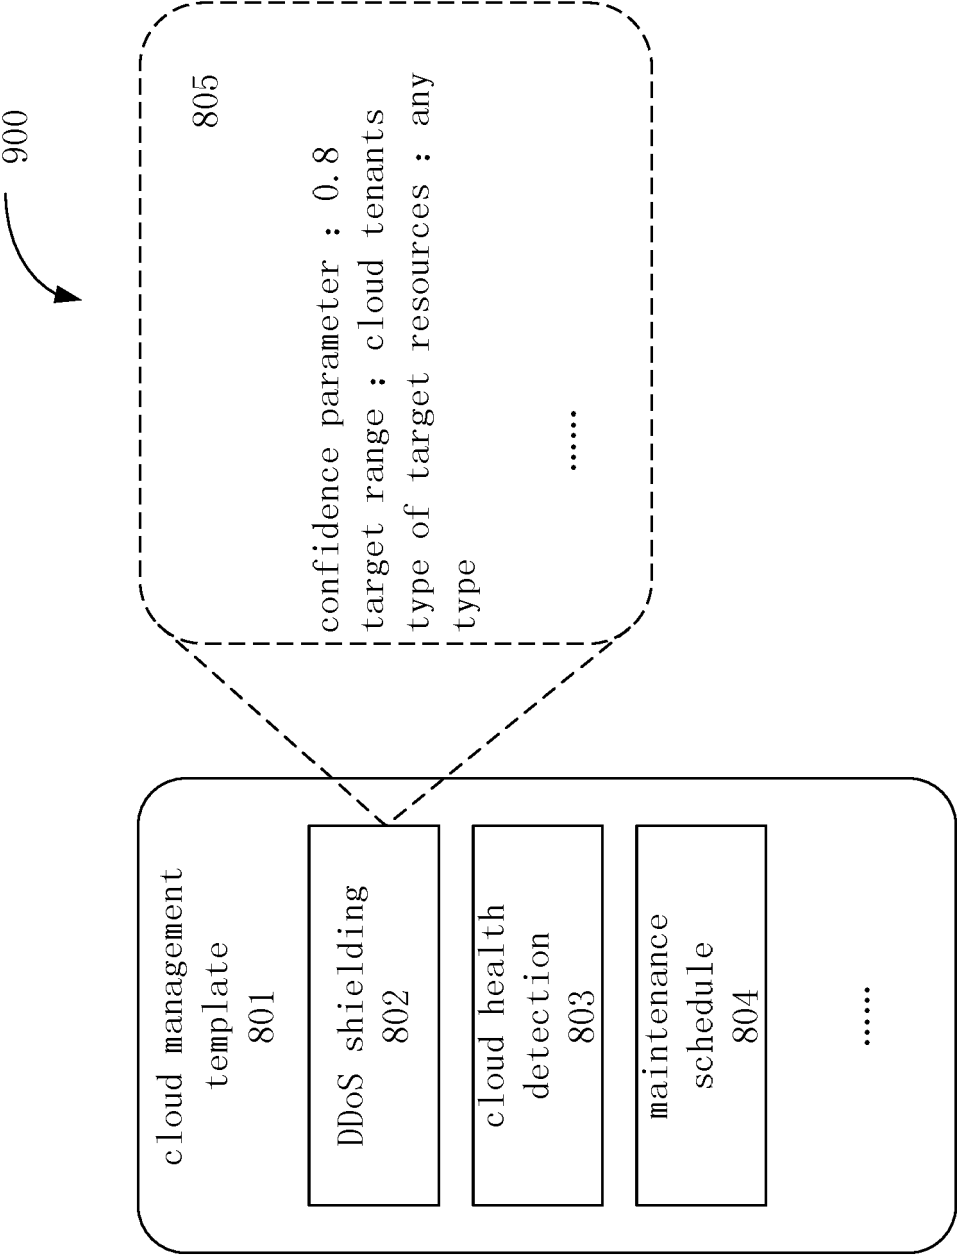 900
cloud management
template
801
DDoS shielding
802
cloud health
detection
803
maintenance
schedule
804
......
805
confidence parameter : 0.8
target range : cloud tenants
type of target resources : any
type
......